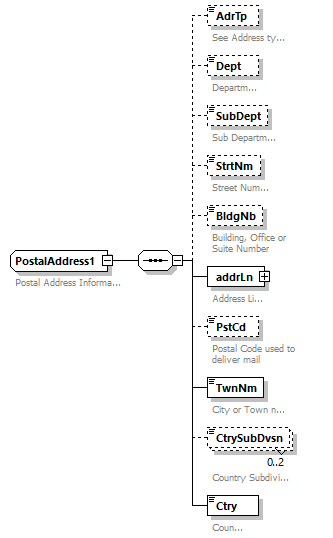 AdrTp
See Address ty...
Dept
Departm...
SubDept
Sub Departm...
StrtNm
Street Num...
BldgNb
Building, Office or
Suite Number
PostalAddress1
Postal Address Informa...
addrLn
Address Li...
PstCd
Postal Code used to
deliver mail
TwnNm
City or Town n...
CtrySubDvsn
0..2
Country Subdivi...
Ctry
Coun...